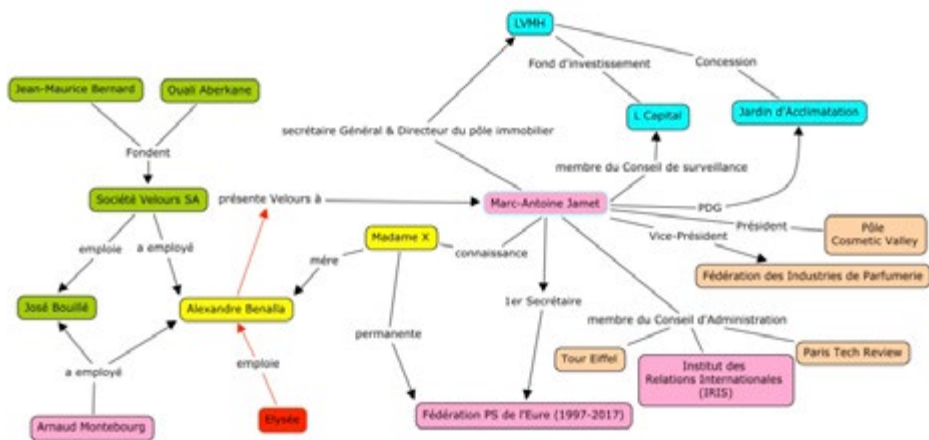 LVMH
Fond d'investissement
Concession
Jean-Maurice Bernard
Ouali Aberkane
L Capital
Jardin d'Acclimatation
secrétaire Général & Directeur du pôle immobilier
Fondent
membre du Conseil de surveillance
Société Velours SA
présente Velours à
Marc-Antoine Jamet
PDG
Président
Pôle
Cosmetic Valley
Vice-Président
Madame X
connaissance
emploie
a employé
mére
Fédération des Industries de Parfumerie
José Bouillé
Alexandre Benalla
1er Secrétaire
permanente
membre du Conseil d'Administration
Tour Eiffel
Paris Tech Review
emploie
a employé
Institut des
Relations Internationales
(IRIS)
Arnaud Montebourg
Elysée
Fédération PS de l'Eure (1997-2017)